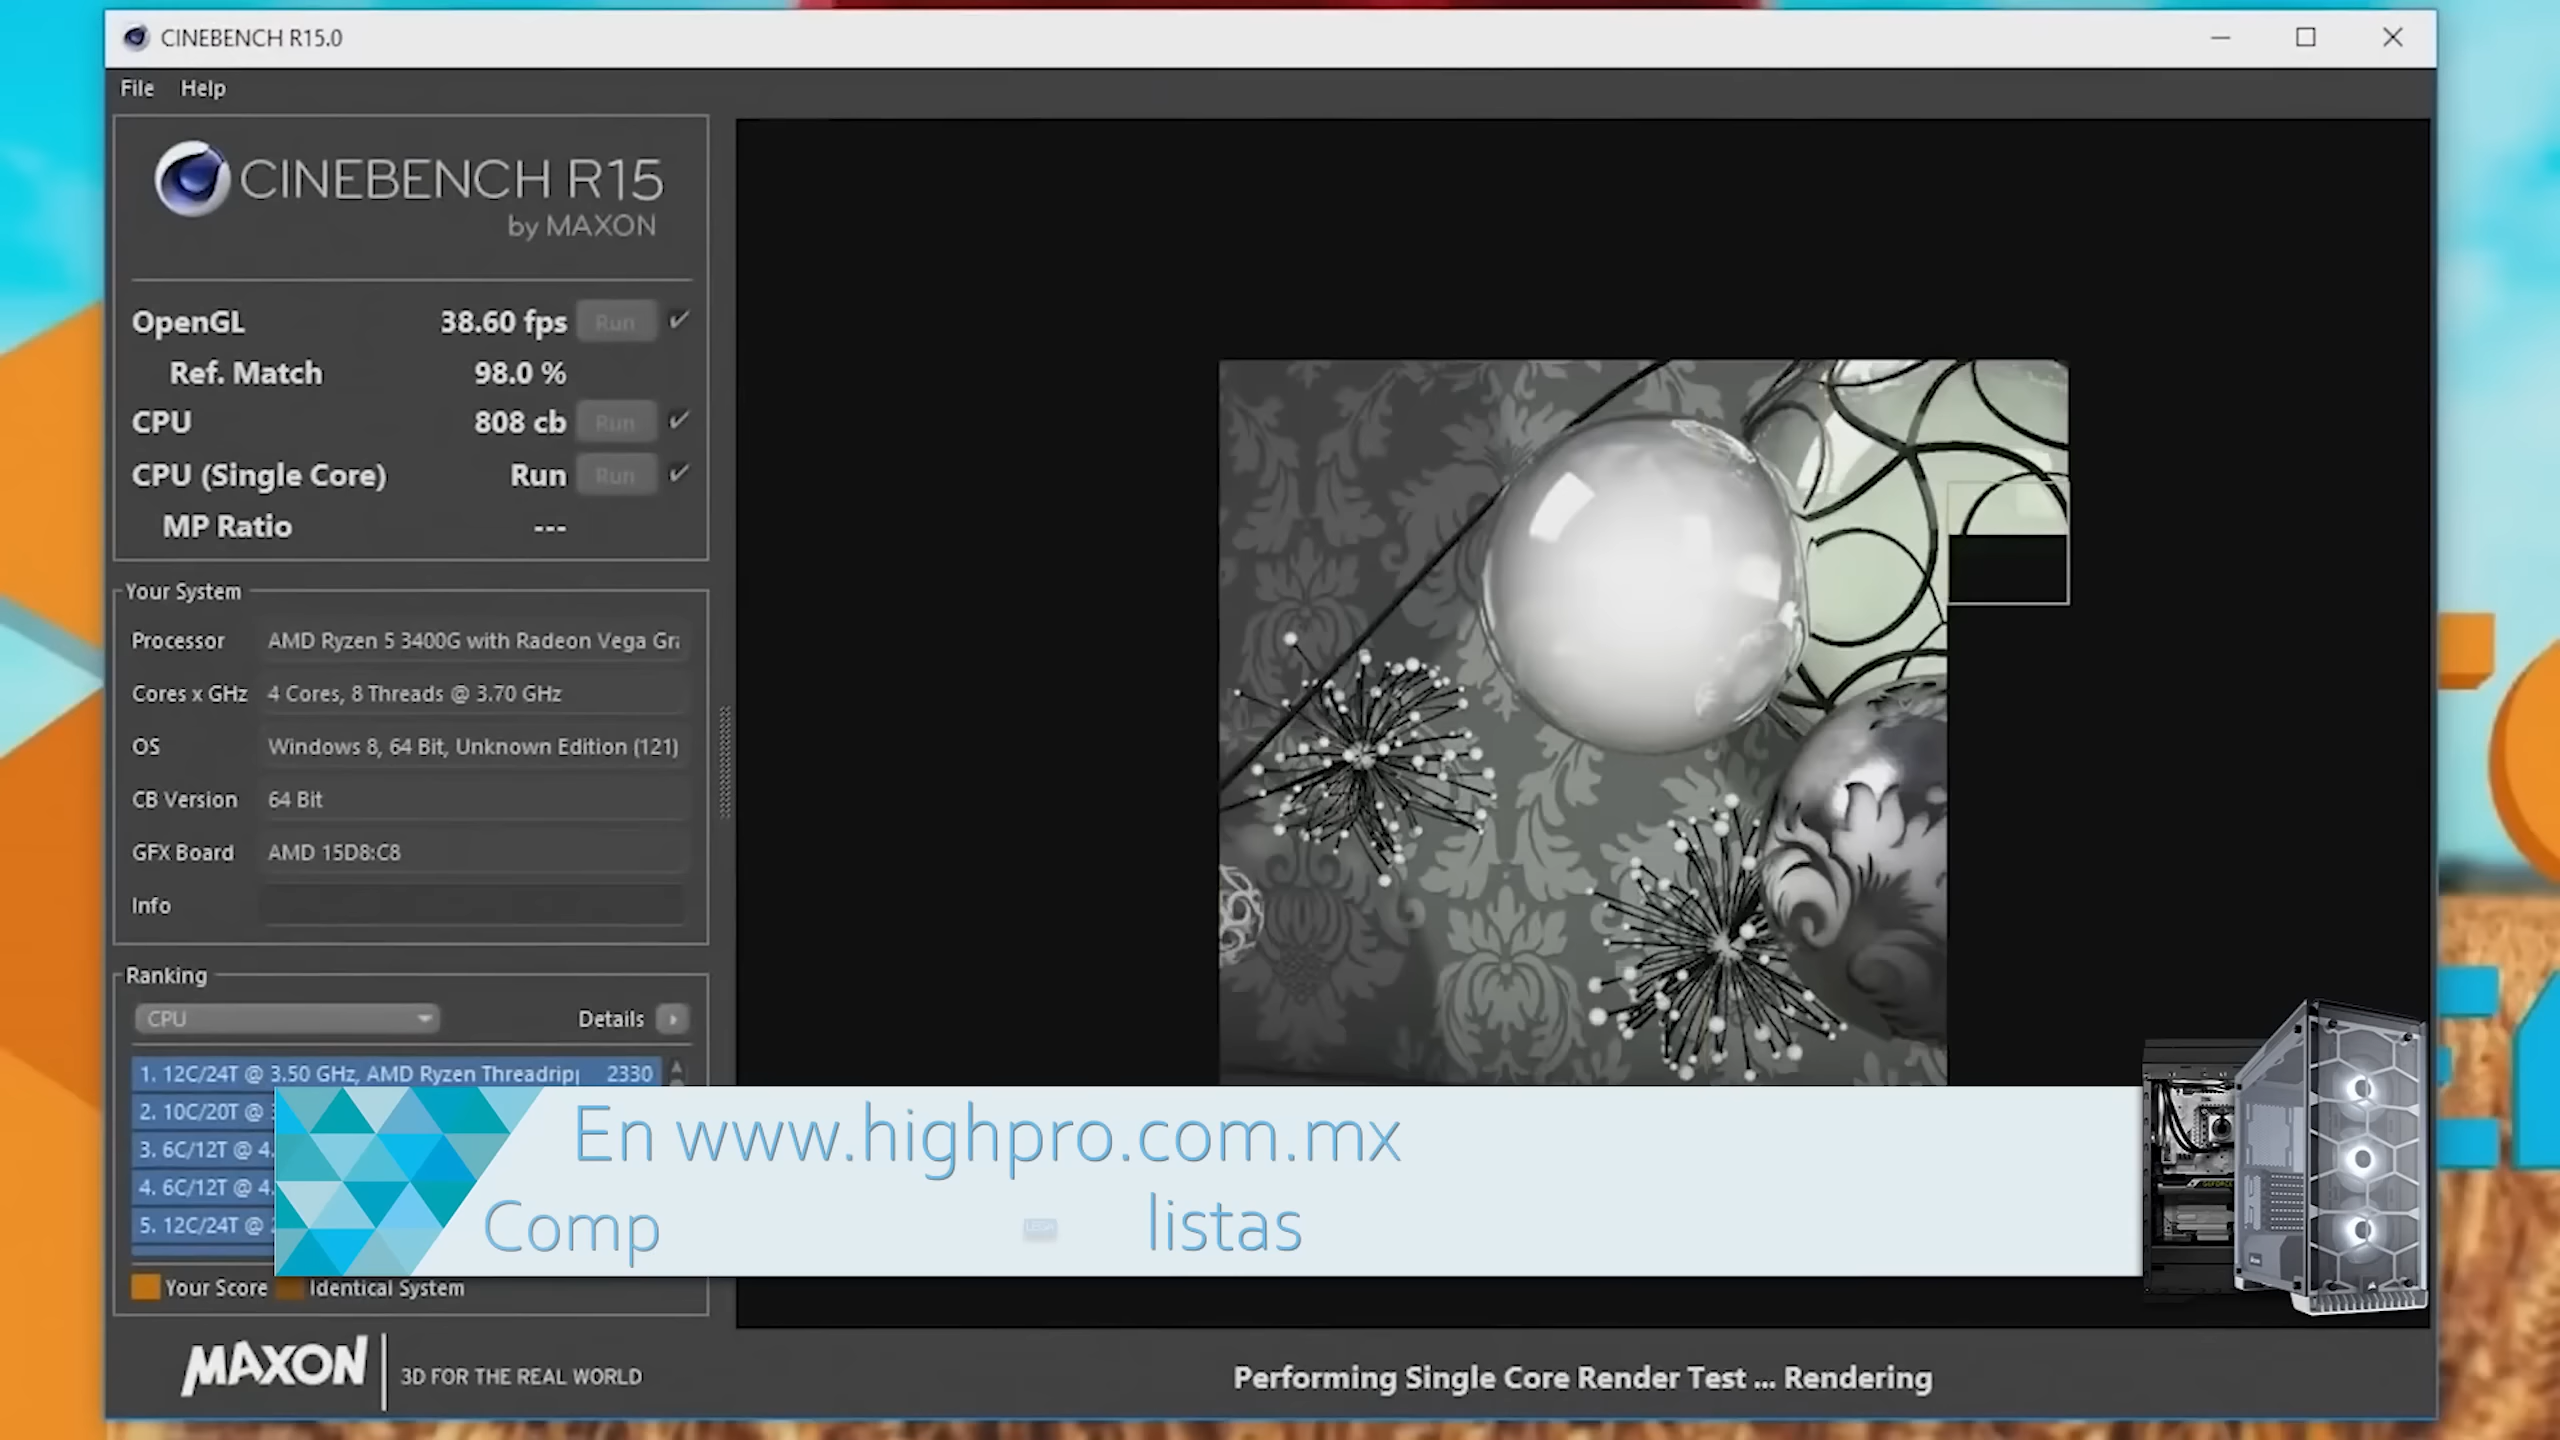 CINEBENCH R15.0
File Help
CINEBENCH R15
by MAXON
OpenGL 38.60 fps Run
Ref. Match 98.0 %
CPU 808 cb Run
CPU (Single Core) Run Run
MP Ratio ---
Your System
Processor AMD Ryzen 5 3400G with Radeon Vega Gra
Cores x GHz 4 Cores, 8 Threads @ 3.70 GHz
OS Windows 8, 64 Bit, Unknown Edition (121)
CB Version 64 Bit
GFX Board AMD 15D8:C8
Info
Ranking
CPU Details
1. 12C/24T @ 3.50 GHz, AMD Ryzen Threadripp 2330
2. 10C/20T @
3. 6C/12T @ 4.
4. 6C/12T @ 4.
5. 12C/24T @
En www.highpro.com.mx
Comp listas
Your Score Identical System
MAXON 3D FOR THE REAL WORLD
Performing Single Core Render Test ... Rendering